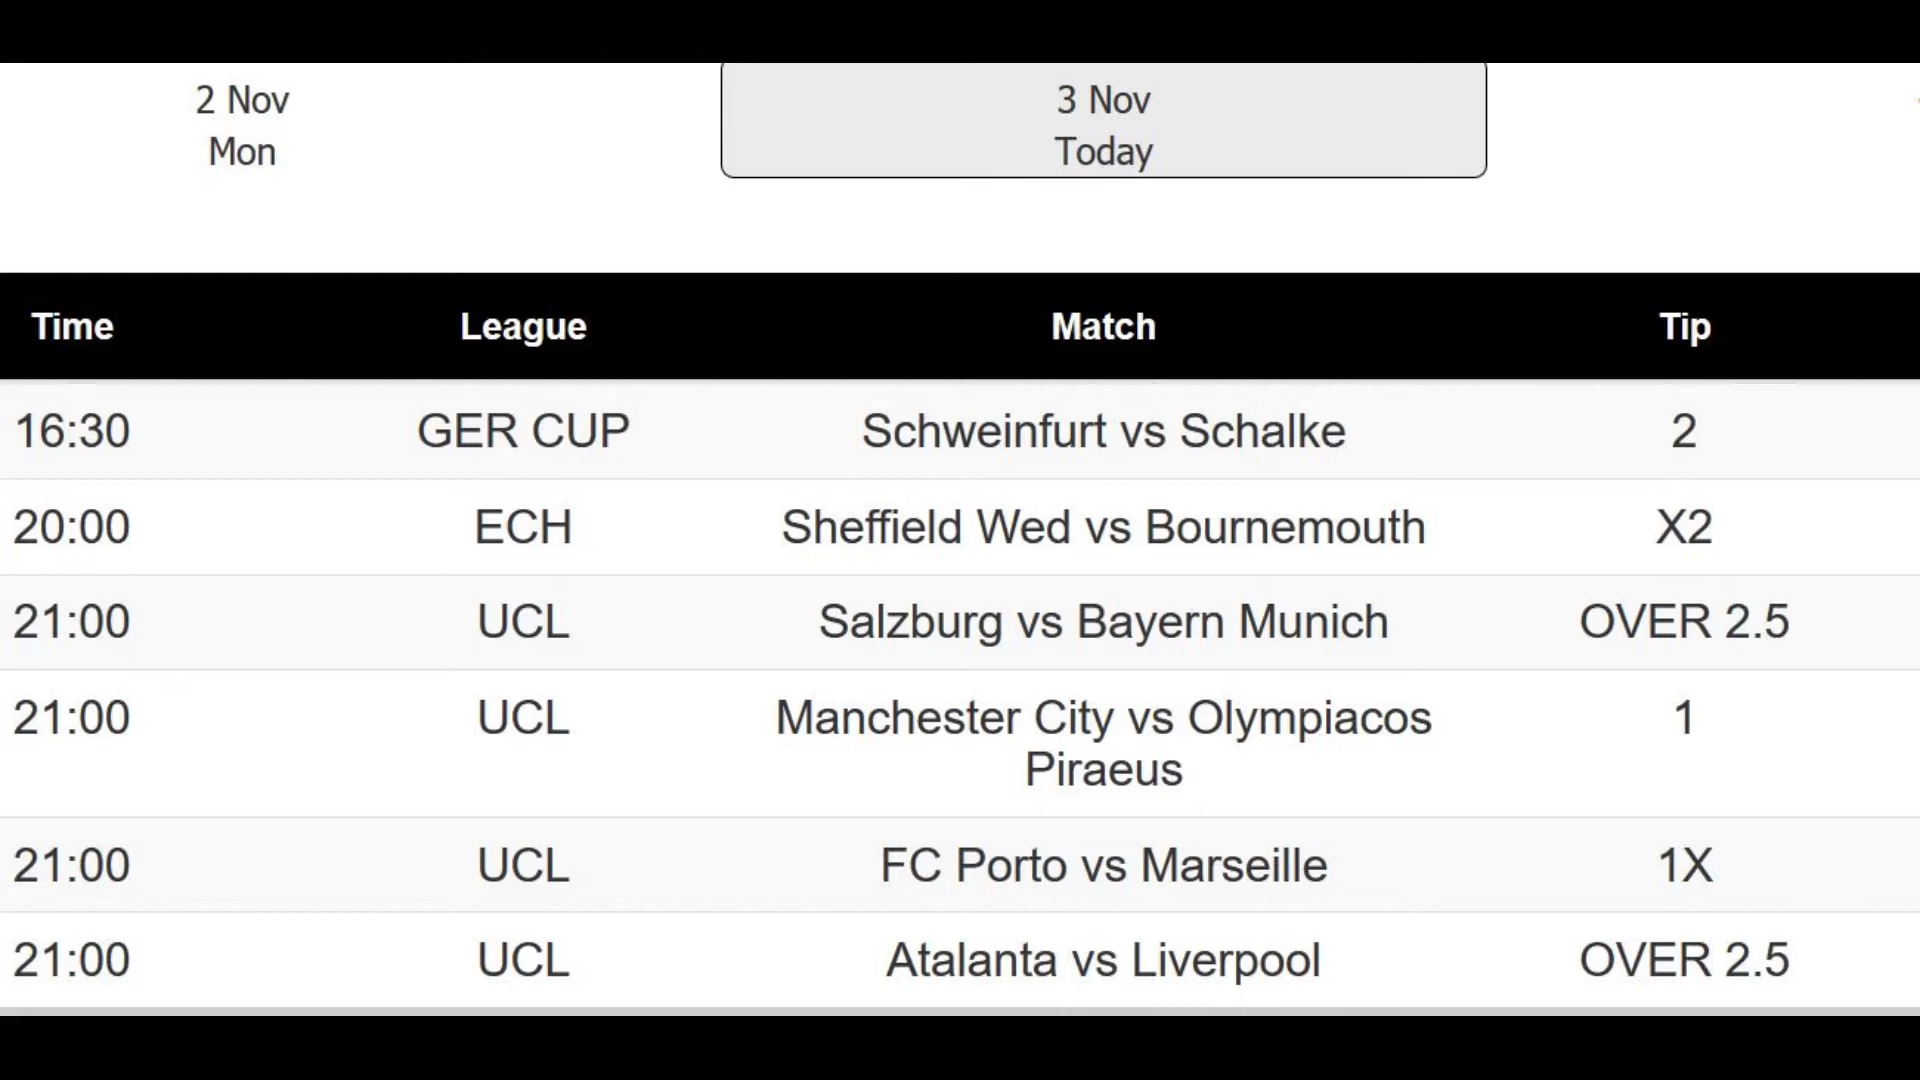 2 Nov
Mon
3 Nov
Today
Time League Match Tip
16:30 GER CUP Schweinfurt vs Schalke 2
20:00 ECH Sheffield Wed vs Bournemouth X2
21:00 UCL Salzburg vs Bayern Munich OVER 2.5
21:00 UCL Manchester City vs Olympiacos 1
Piraeus
21:00 UCL FC Porto vs Marseille 1X
21:00 UCL Atalanta vs Liverpool OVER 2.5